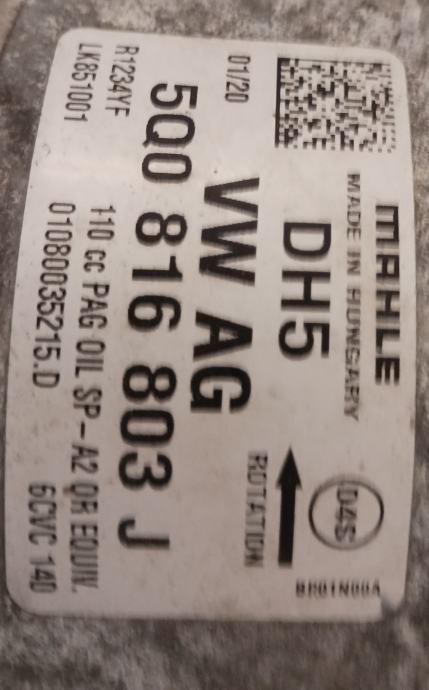 MAHLE
MADE IN HUNGARY
DH5
D4S
ROTATION
01/20
VW AG
5Q0 816 803 J
R1234YF
110 cc PAG OIL SP-A2 OR EQUIV.
LK851001
01080035215.D
6CVC 140